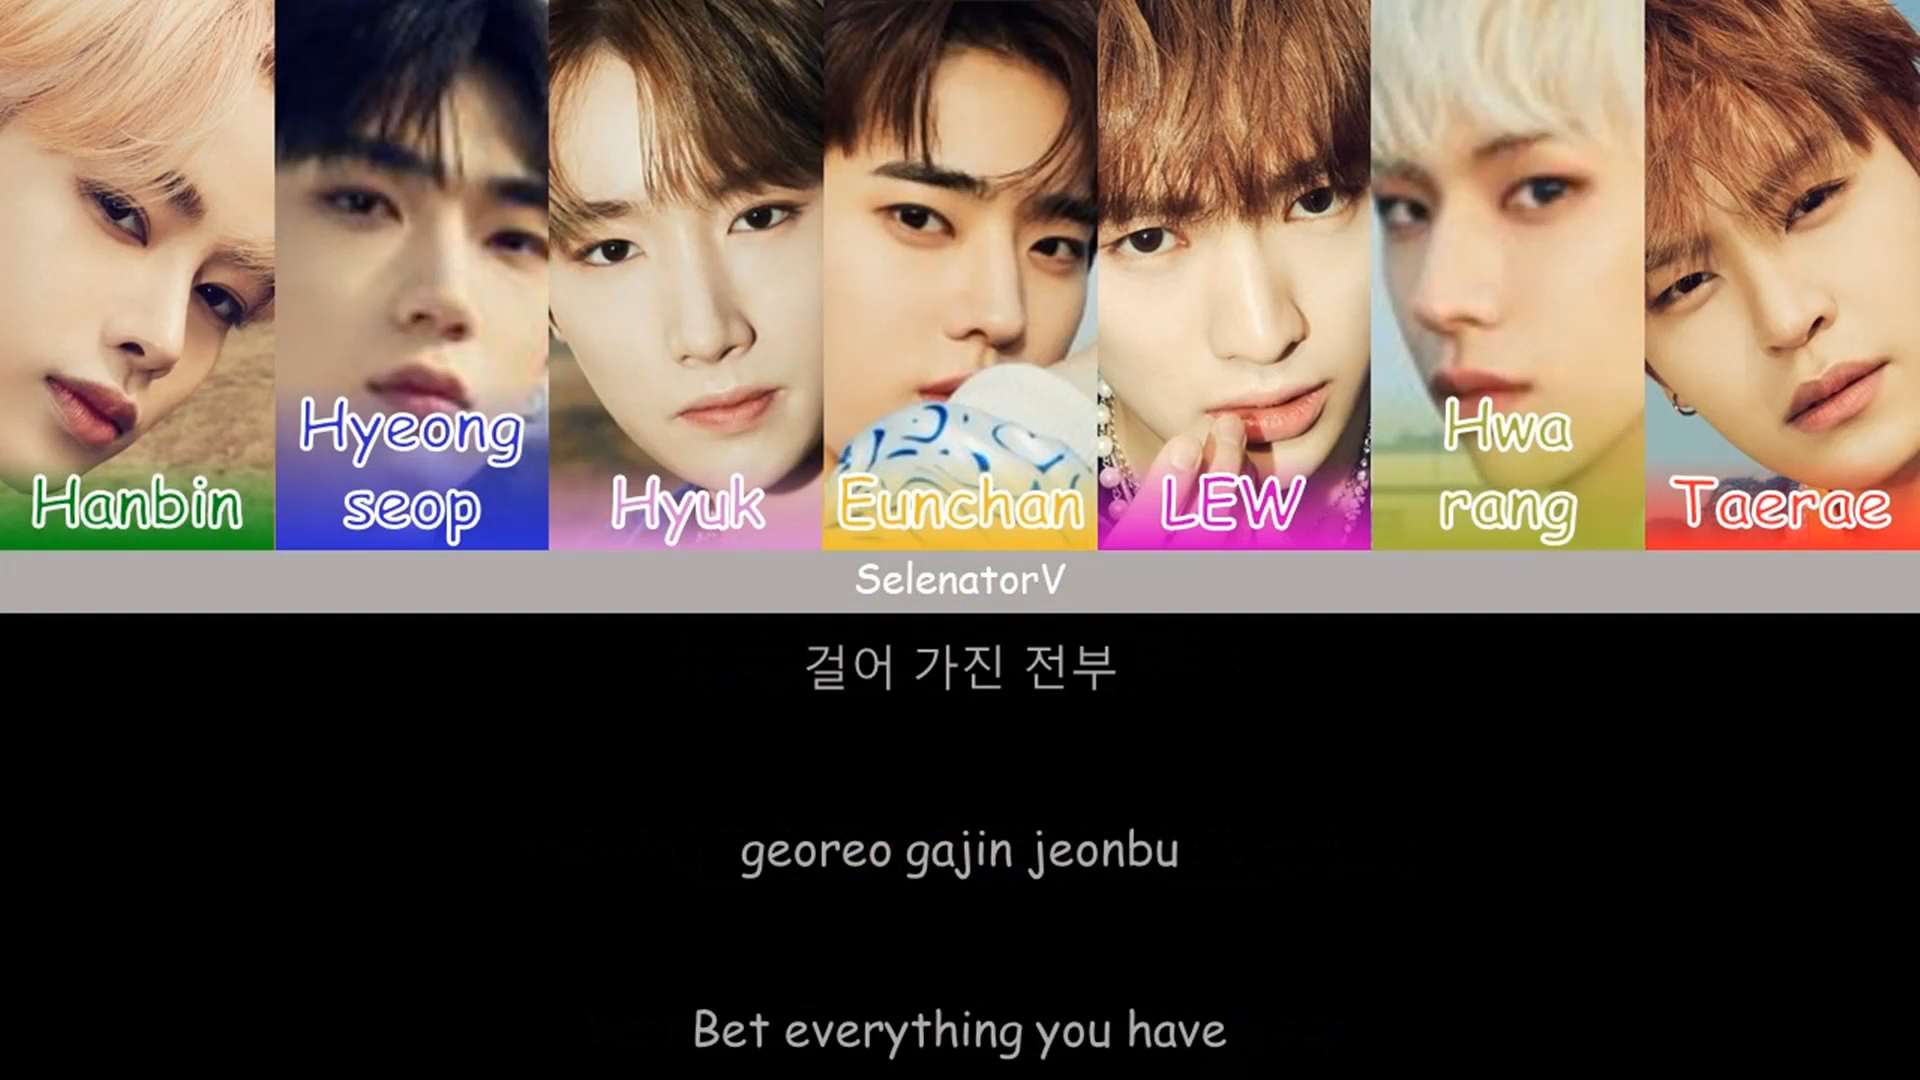 Hanbin
Hyeong
seop
Hyuk
Eunchan
LEW
Hwa
rang
Taerae
SelenatorV
걸어 가진 전부
georeo gajin jeonbu
Bet everything you have